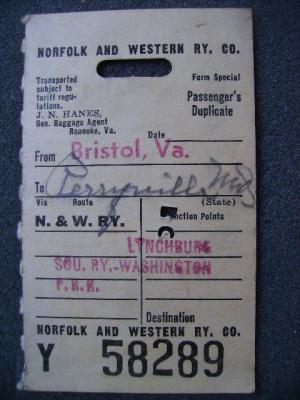 NORFOLK AND WESTERN RY. CO.
Transported
subject to
tariff regu-
lations.
J. N. HANES,
Gen. Baggage Agent
Roanoke, Va.
Form Special
Passenger's
Duplicate
Date
From Bristol, Va.
To Perryville Md
Via Route (State)
N. & W. RY. Junction Points
LYNCHBURG
SOU. RY.-WASHINGTON
P.R.R.
Destination
NORFOLK AND WESTERN RY. CO.
Y 58289